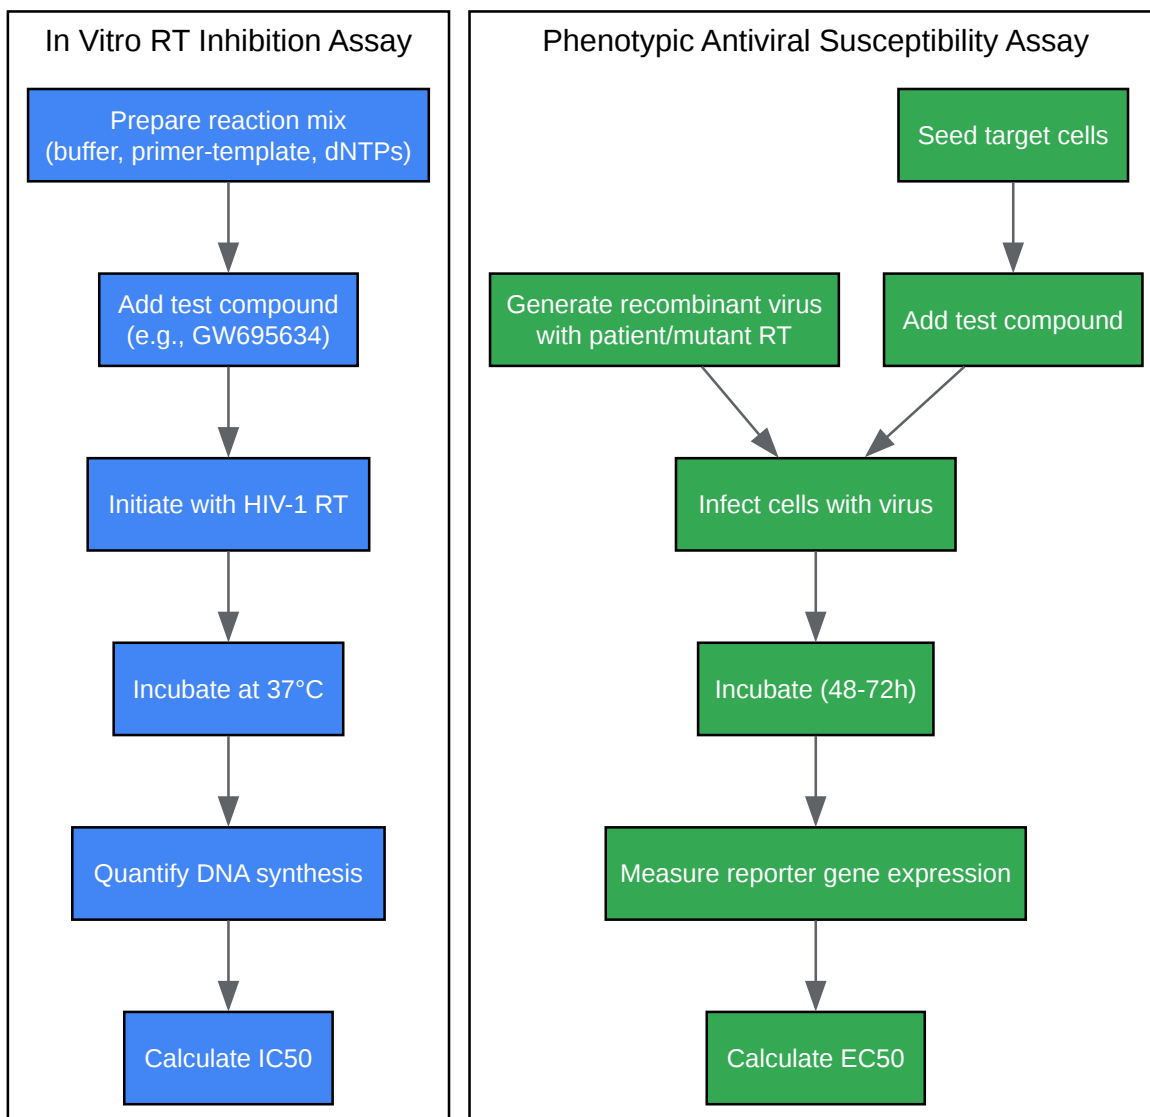 In Vitro RT Inhibition Assay
Prepare reaction mix
(buffer, primer-template, dNTPs)
Add test compound
(e.g., GW695634)
Initiate with HIV-1 RT
Incubate at 37°C
Quantify DNA synthesis
Calculate IC50
Phenotypic Antiviral Susceptibility Assay
Seed target cells
Generate recombinant virus
with patient/mutant RT
Add test compound
Infect cells with virus
Incubate (48-72h)
Measure reporter gene expression
Calculate EC50